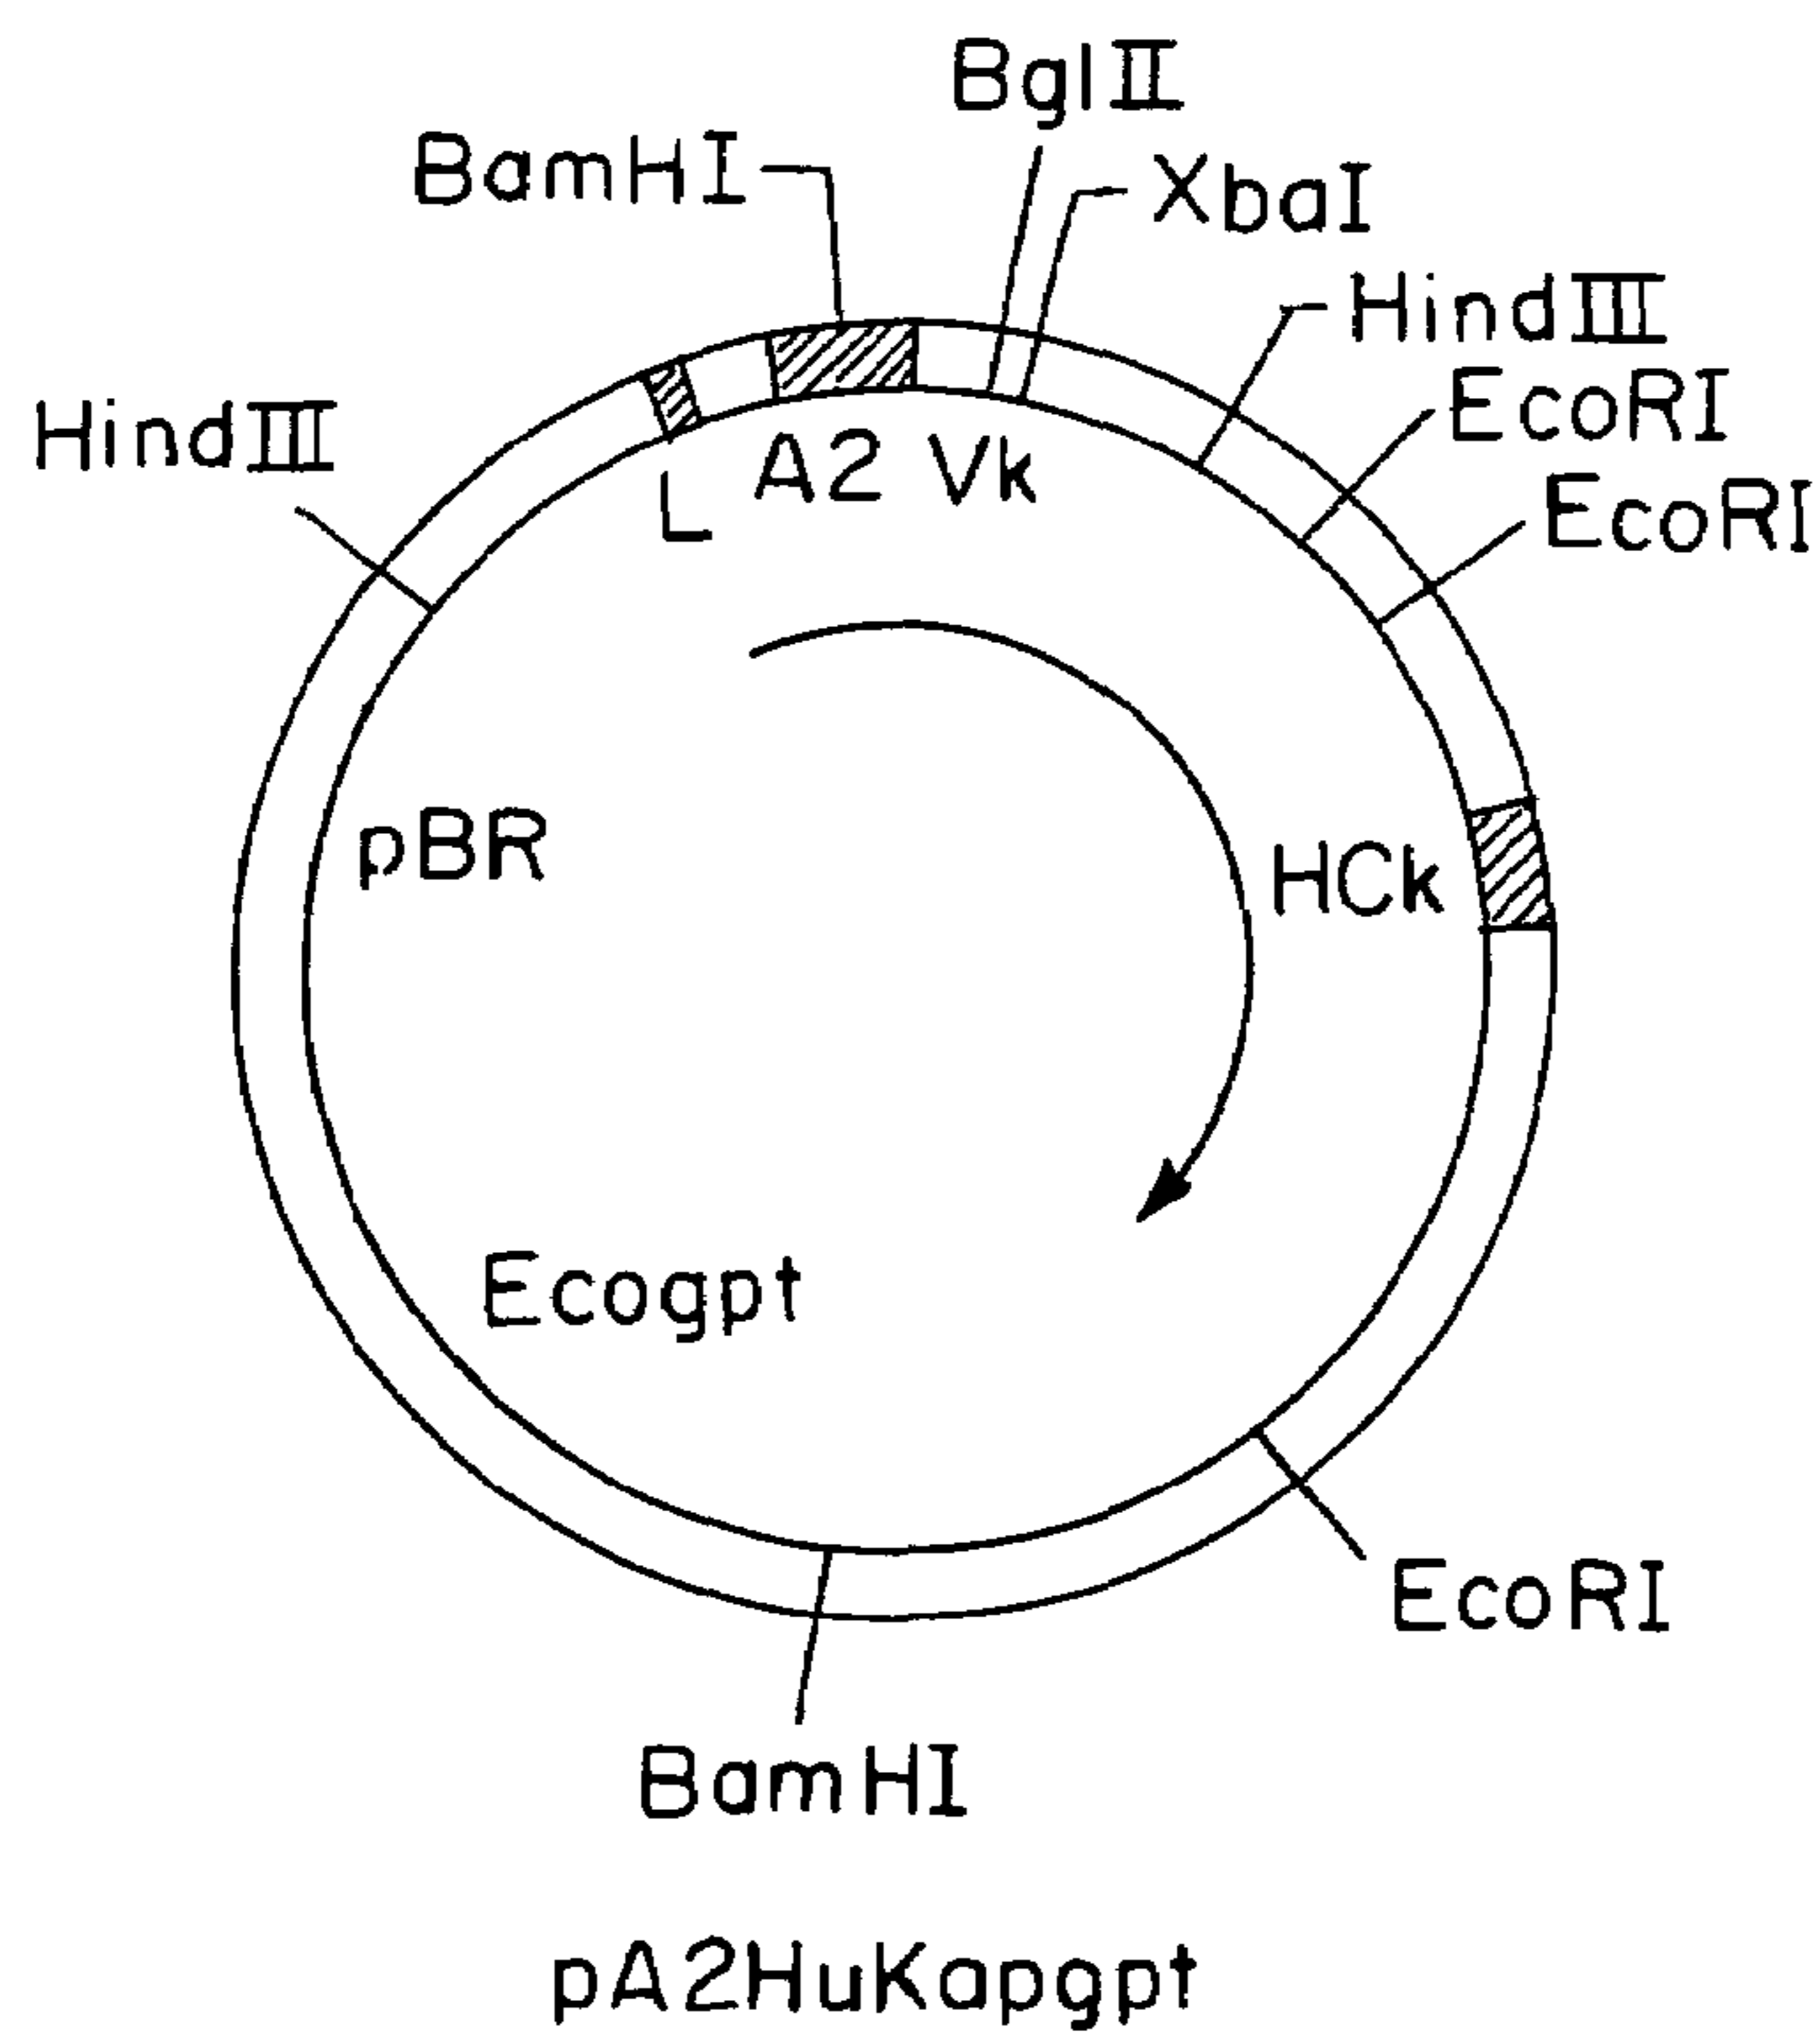 BglII
BamHI
XbaI
HindIII
EcoRI
HindIII
A2 Vk
EcoRI
L
pBR
HCk
Ecogpt
EcoRI
BamHI
pA2HuKapgpt